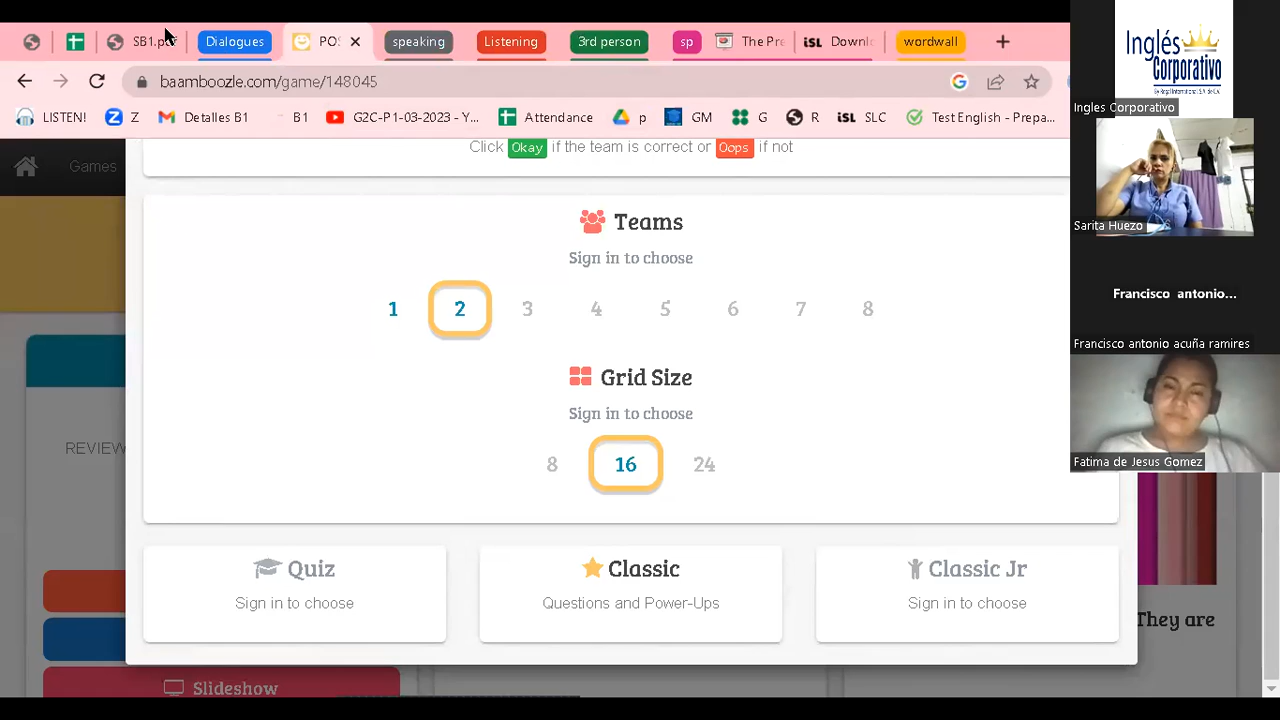 SB1.pdf
Dialogues
POS
speaking
Listening
3rd person
sp
The Pre
iSL
Downl
wordwall
baamboozle.com/game/148045
LISTEN!
Z
Detalles B1
B1
G2C-P1-03-2023 - Y...
Attendance
p
GM
G
R
iSL SLC
Test English - Prepa...
Games
Click Okay if the team is correct or Oops if not
Teams
Sign in to choose
1 2 3 4 5 6 7 8
Grid Size
Sign in to choose
8 16 24
REVIEW
Quiz
Sign in to choose
Classic
Questions and Power-Ups
Classic Jr
Sign in to choose
They are
Slideshow
Inglés
Corporativo
Ingles Corporativo
Sarita Huezo
Francisco antonio...
Francisco antonio acuña ramires
Fatima de Jesus Gomez